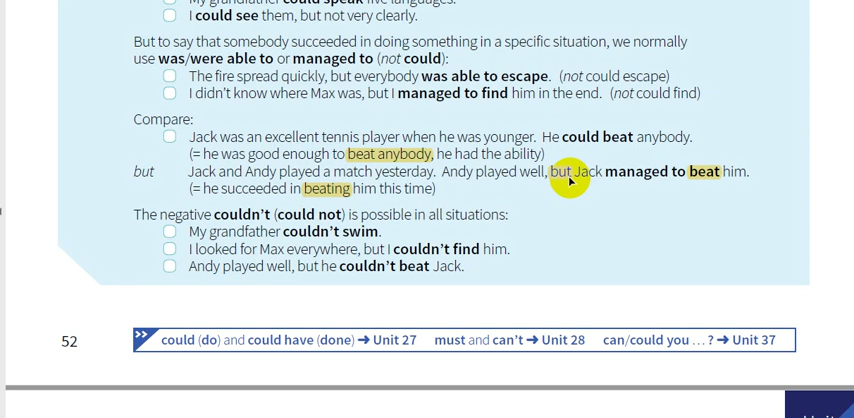 My grandfather could speak five languages.
I could see them, but not very clearly.
But to say that somebody succeeded in doing something in a specific situation, we normally
use was/were able to or managed to (not could):
The fire spread quickly, but everybody was able to escape. (not could escape)
I didn't know where Max was, but I managed to find him in the end. (not could find)
Compare:
Jack was an excellent tennis player when he was younger. He could beat anybody.
(= he was good enough to beat anybody, he had the ability)
but Jack and Andy played a match yesterday. Andy played well, but Jack managed to beat him.
(= he succeeded in beating him this time)
The negative couldn't (could not) is possible in all situations:
My grandfather couldn't swim.
I looked for Max everywhere, but I couldn't find him.
Andy played well, but he couldn't beat Jack.
52
>> could (do) and could have (done) ➜ Unit 27 must and can't ➜ Unit 28 can/could you …? ➜ Unit 37